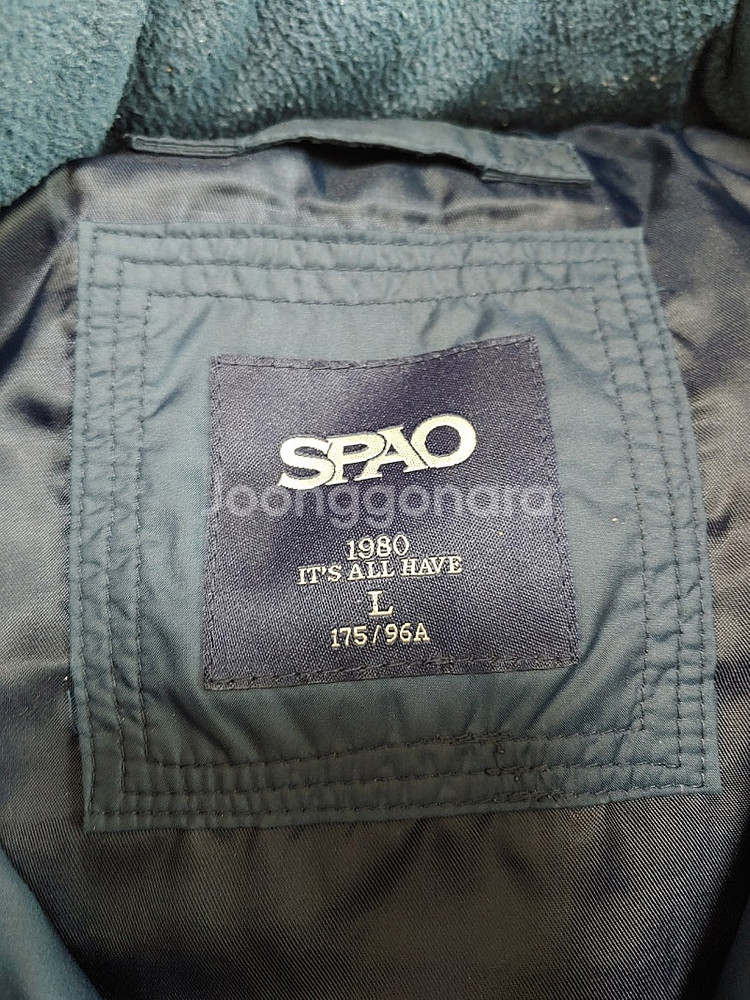 SPAO
Joonggonara
1980
IT'S ALL HAVE
L
175/96A